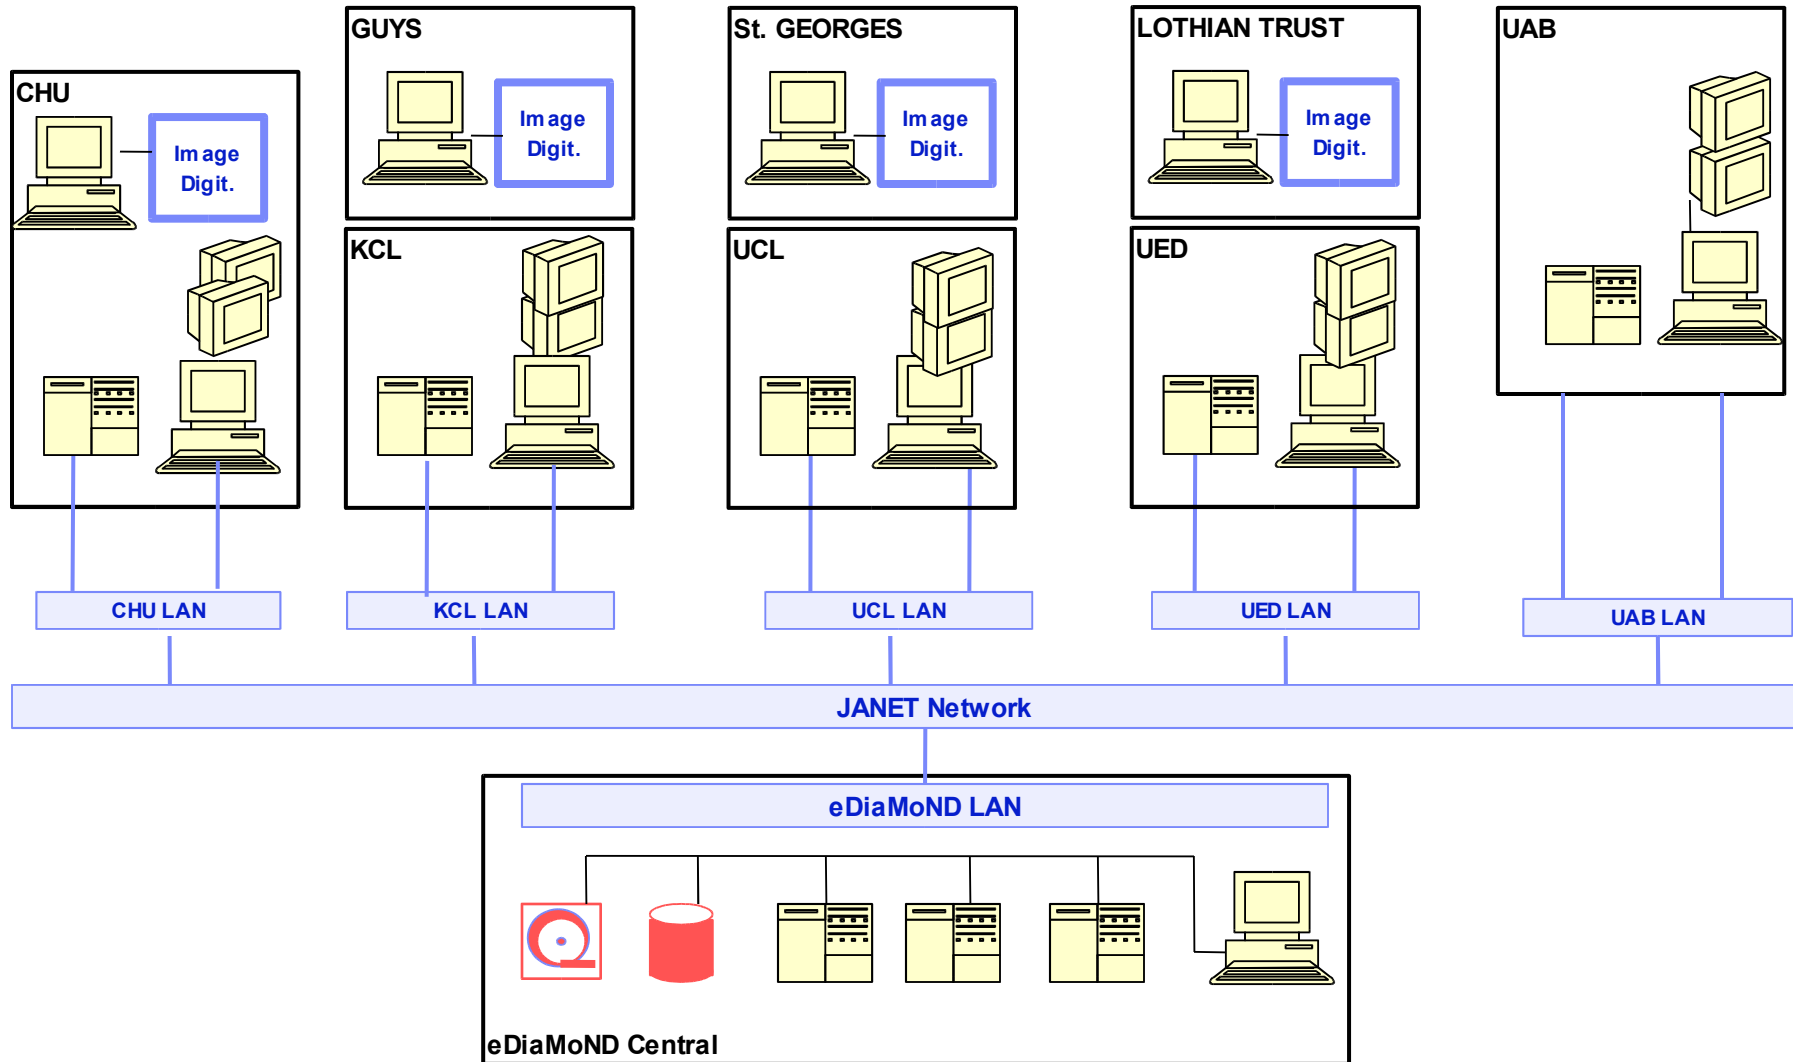 GUYS
St. GEORGES
LOTHIAN TRUST
UAB
CHU
Image
Digit.
Image
Digit.
Image
Digit.
Image
Digit.
KCL
UCL
UED
CHU LAN
KCL LAN
UCL LAN
UED LAN
UAB LAN
JANET Network
eDiaMoND LAN
eDiaMoND Central